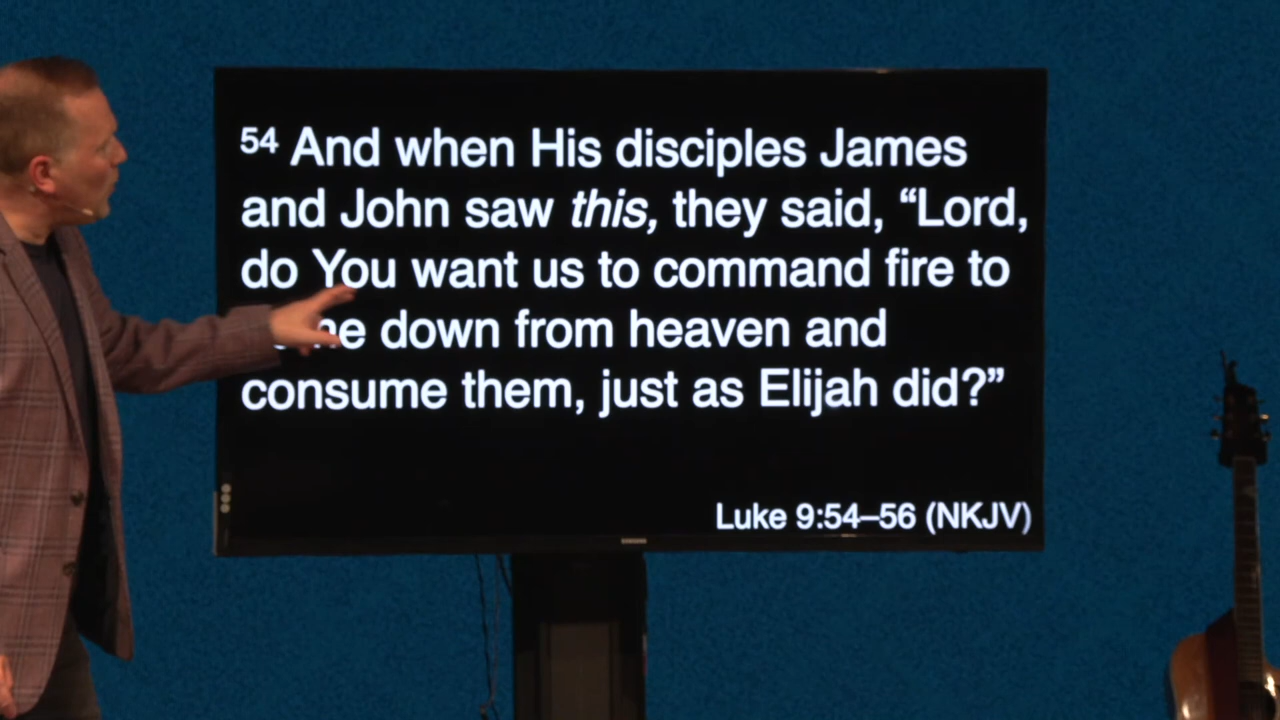 54 And when His disciples James
and John saw this, they said, “Lord,
do You want us to command fire to
down from heaven and
consume them, just as Elijah did?”
Luke 9:54–56 (NKJV)